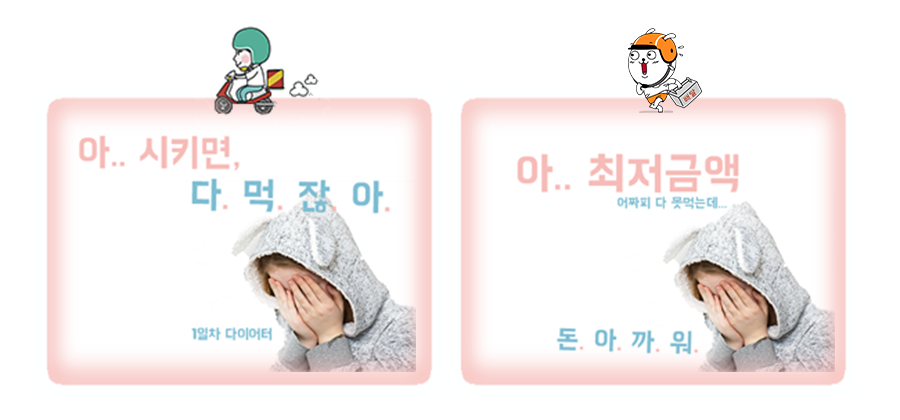 아.. 시키면,
다. 먹. 잖. 아.
1일차 다이어터
아.. 최저금액
어짜피 다 못먹는데...
돈. 아. 까. 워.